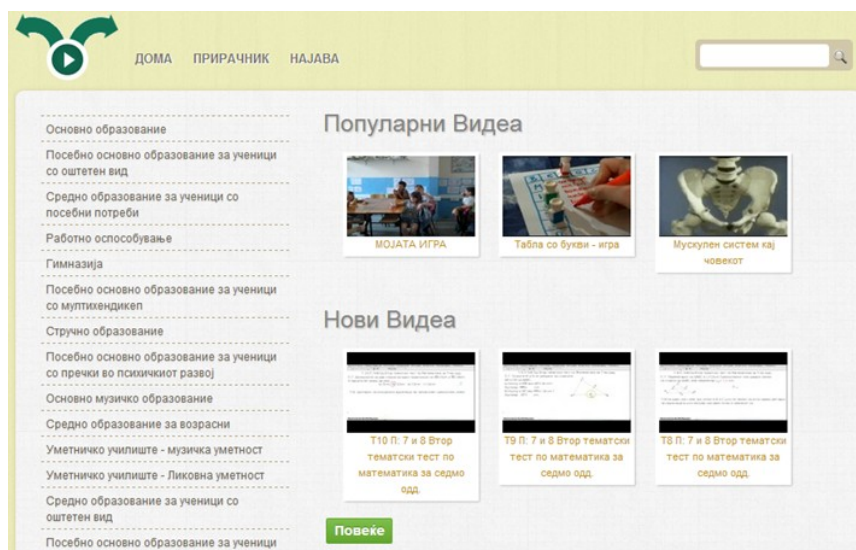 ДОМА ПРИРАЧНИК НАЈАВА
Основно образование
Посебно основно образование за ученици
со оштетен вид
Средно образование за ученици со
посебни потреби
Работно оспособување
Гимназија
Посебно основно образование за ученици
со мултихендикеп
Стручно образование
Посебно основно образование за ученици
со пречки во психичкиот развој
Основно музичко образование
Средно образование за возрасни
Уметничко училиште - музичка уметност
Уметничко училиште - Ликовна уметност
Средно образование за ученици со
оштетен вид
Посебно основно образование за ученици
Популарни Видеа
МОЈАТА ИГРА
Табла со букви - игра
Мускулен систем кај
човекот
Нови Видеа
Т10 П: 7 и 8 Втор
тематски тест по
математика за седмо
одд.
Т9 П: 7 и 8 Втор тематски
тест по математика за
седмо одд.
Т8 П: 7 и 8 Втор тематски
тест по математика за
седмо одд.
Повеќе